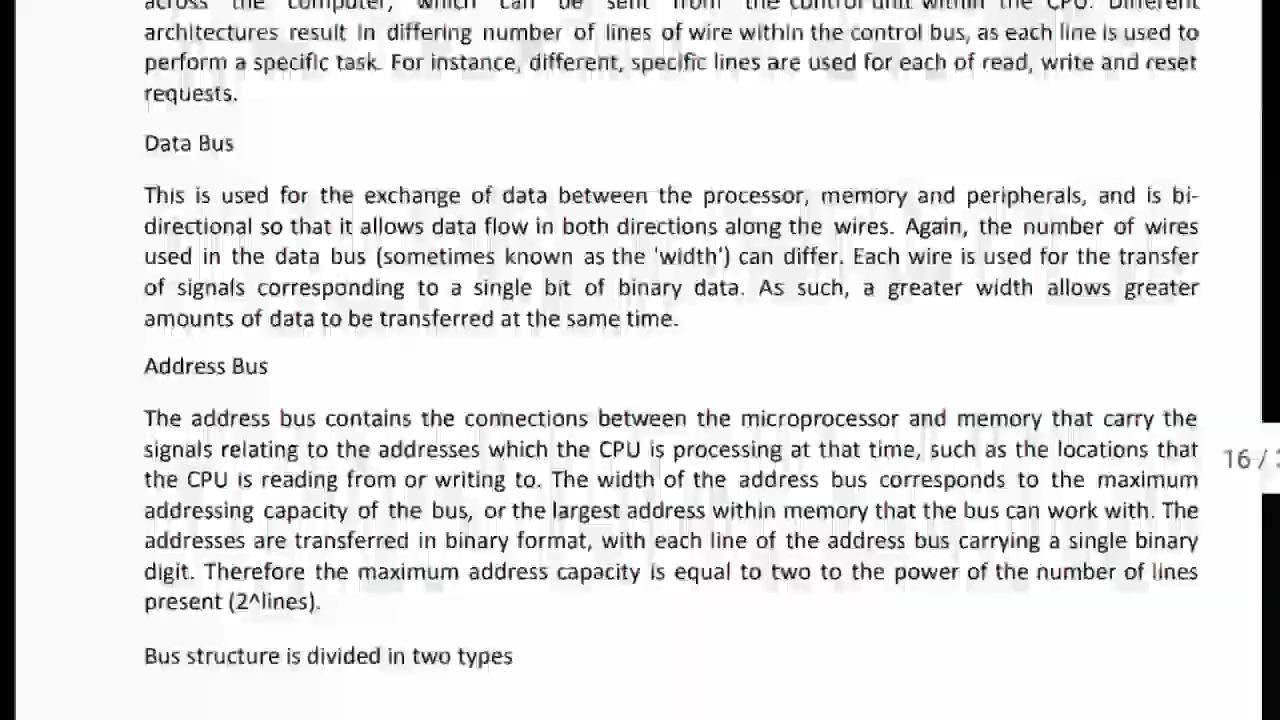 across the computer, which can be sent from the control unit within the CPU. Different
architectures result in differing number of lines of wire within the control bus, as each line is used to
perform a specific task. For instance, different, specific lines are used for each of read, write and reset
requests.
Data Bus
This is used for the exchange of data between the processor, memory and peripherals, and is bi-
directional so that it allows data flow in both directions along the wires. Again, the number of wires
used in the data bus (sometimes known as the 'width') can differ. Each wire is used for the transfer
of signals corresponding to a single bit of binary data. As such, a greater width allows greater
amounts of data to be transferred at the same time.
Address Bus
The address bus contains the connections between the microprocessor and memory that carry the
signals relating to the addresses which the CPU is processing at that time, such as the locations that
the CPU is reading from or writing to. The width of the address bus corresponds to the maximum
addressing capacity of the bus, or the largest address within memory that the bus can work with. The
addresses are transferred in binary format, with each line of the address bus carrying a single binary
digit. Therefore the maximum address capacity is equal to two to the power of the number of lines
present (2^lines).
Bus structure is divided in two types
16 /